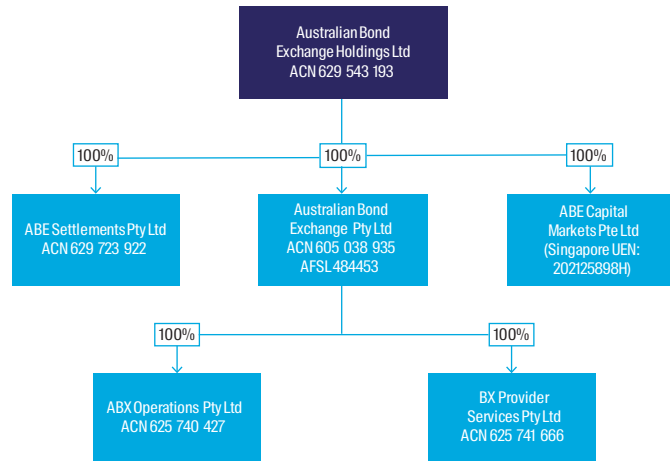 Australian Bond
Exchange Holdings Ltd
ACN 629 543 193
100%
100%
100%
ABE Settlements Pty Ltd
ACN 629 723 922
Australian Bond
Exchange Pty Ltd
ACN 605 038 935
AFSL 484453
ABE Capital
Markets Pte Ltd
(Singapore UEN:
202125898H)
100%
100%
ABX Operations Pty Ltd
ACN 625 740 427
BX Provider
Services Pty Ltd
ACN 625 741 666